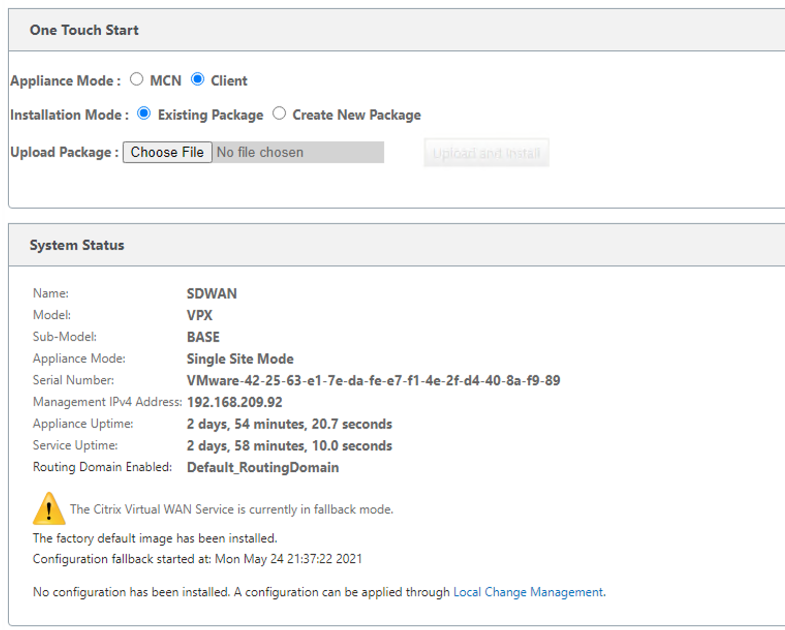 One Touch Start
Appliance Mode : MCN Client
Installation Mode : Existing Package Create New Package
Upload Package : Choose File No file chosen Upload and Install
System Status
Name: SDWAN
Model: VPX
Sub-Model: BASE
Appliance Mode: Single Site Mode
Serial Number: VMware-42-25-63-e1-7e-da-fe-e7-f1-4e-2f-d4-40-8a-f9-89
Management IPv4 Address: 192.168.209.92
Appliance Uptime: 2 days, 54 minutes, 20.7 seconds
Service Uptime: 2 days, 58 minutes, 10.0 seconds
Routing Domain Enabled: Default_RoutingDomain
The Citrix Virtual WAN Service is currently in fallback mode.
The factory default image has been installed.
Configuration fallback started at: Mon May 24 21:37:22 2021
No configuration has been installed. A configuration can be applied through Local Change Management.